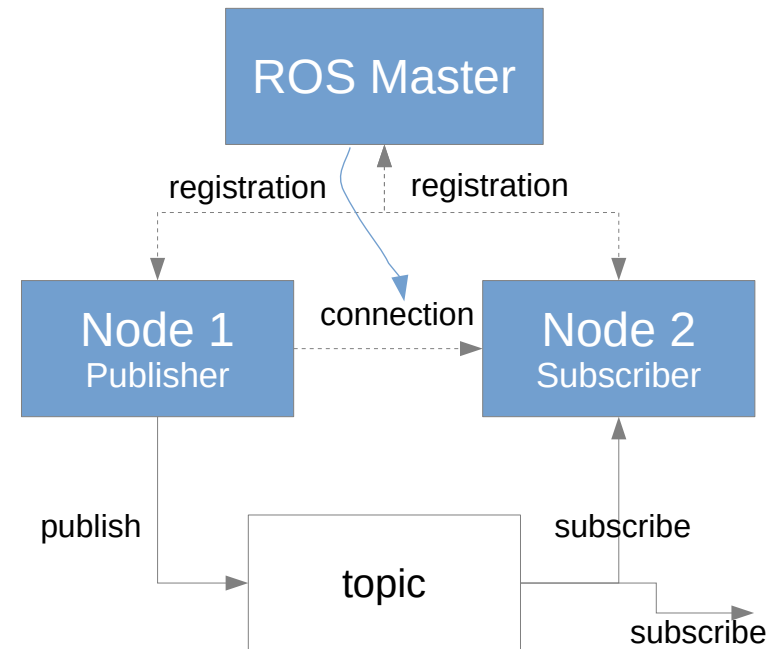 ROS Master
registration
registration
connection
Node 1
Publisher
Node 2
Subscriber
publish
subscribe
topic
subscribe